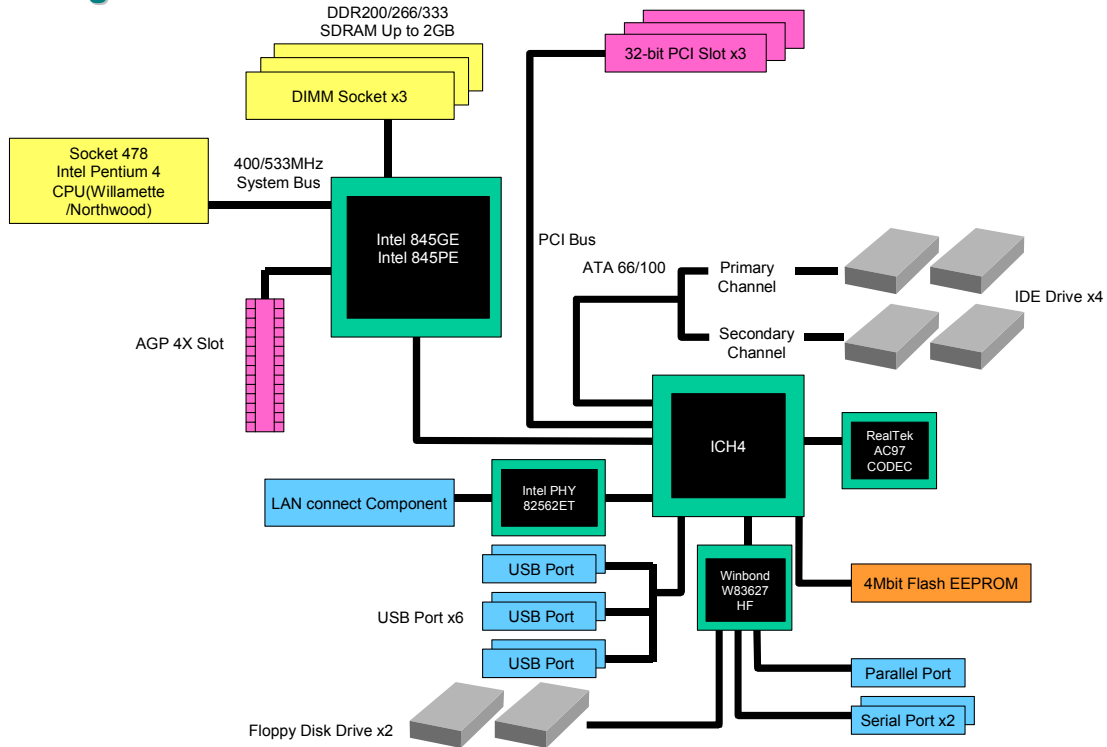 DDR200/266/333
SDRAM Up to 2GB
32-bit PCI Slot x3
DIMM Socket x3
Socket 478
Intel Pentium 4
CPU(Willamette
/Northwood)
400/533MHz
System Bus
Intel 845GE
Intel 845PE
PCI Bus
ATA 66/100
Primary
Channel
IDE Drive x4
Secondary
Channel
AGP 4X Slot
ICH4
RealTek
AC97
CODEC
LAN connect Component
Intel PHY
82562ET
USB Port
USB Port x6
USB Port
USB Port
Winbond
W83627
HF
4Mbit Flash EEPROM
Parallel Port
Serial Port x2
Floppy Disk Drive x2